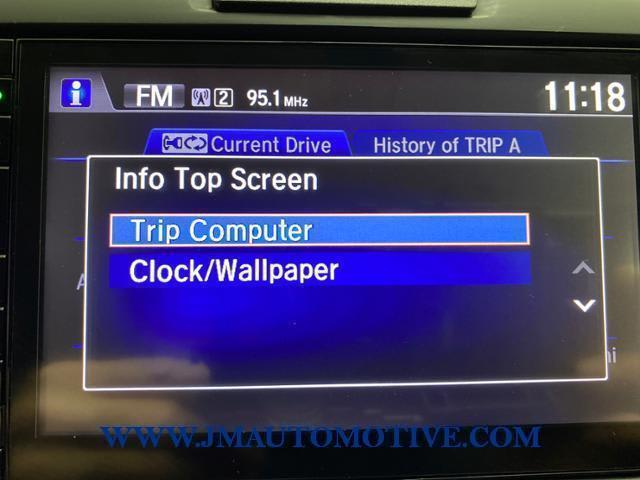 i FM 2 95.1 MHz 11:18
Current Drive History of TRIP A
Info Top Screen
Trip Computer
Clock/Wallpaper
A
mi
WWW.JMAUTOMOTIVE.COM